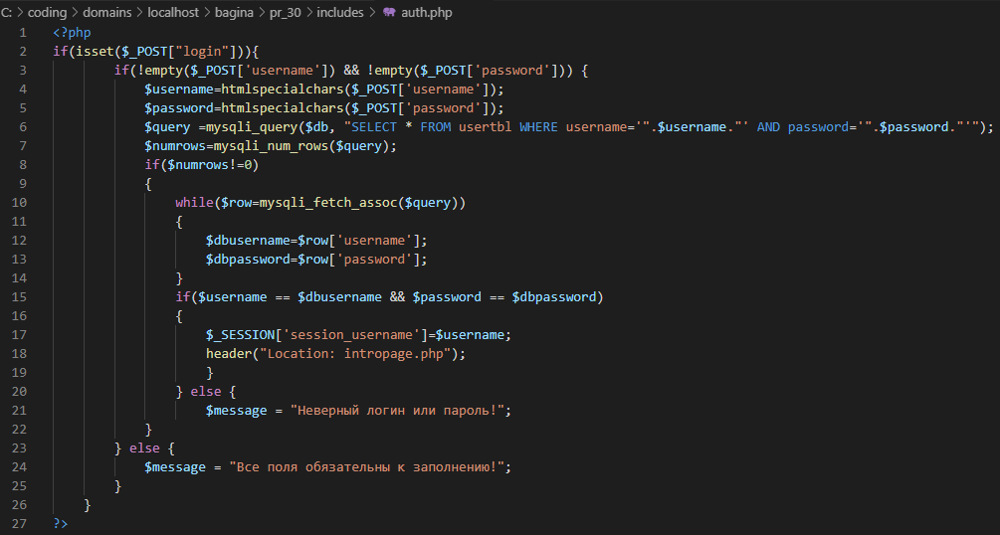 C: > coding > domains > localhost > bagina > pr_30 > includes > auth.php
1 <?php
2 if(isset($_POST["login"])){
3 if(!empty($_POST['username']) && !empty($_POST['password'])) {
4 $username=htmlspecialchars($_POST['username']);
5 $password=htmlspecialchars($_POST['password']);
6 $query =mysqli_query($db, "SELECT * FROM usertbl WHERE username='".$username."' AND password='".$password."'");
7 $numrows=mysqli_num_rows($query);
8 if($numrows!=0)
9 {
10 while($row=mysqli_fetch_assoc($query))
11 {
12 $dbusername=$row['username'];
13 $dbpassword=$row['password'];
14 }
15 if($username == $dbusername && $password == $dbpassword)
16 {
17 $_SESSION['session_username']=$username;
18 header("Location: intropage.php");
19 }
20 } else {
21 $message = "Неверный логин или пароль!";
22 }
23 } else {
24 $message = "Все поля обязательны к заполнению!";
25 }
26 }
27 ?>